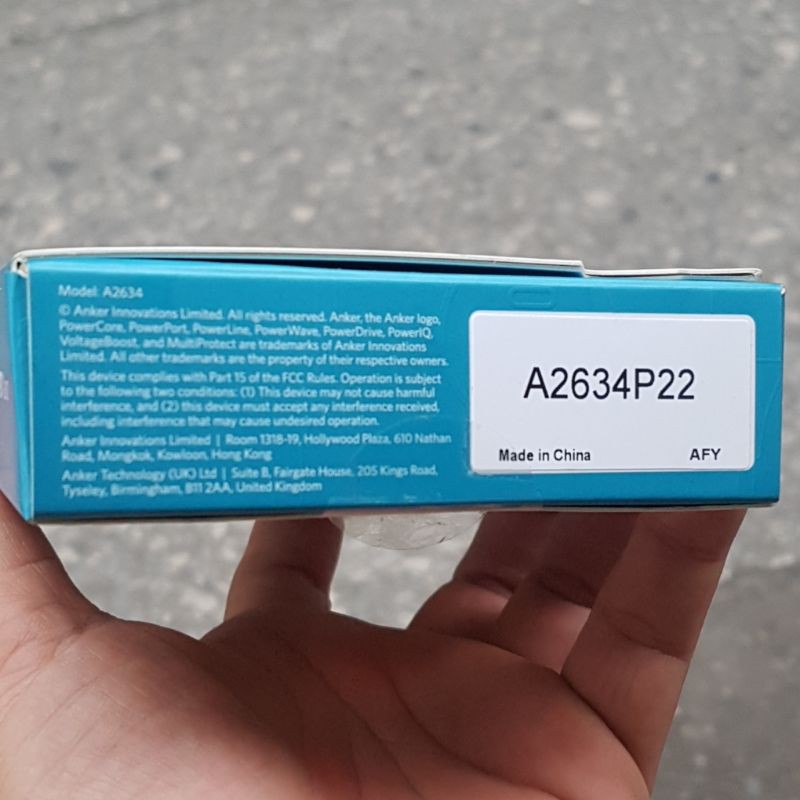 Model: A2634
© Anker Innovations Limited. All rights reserved. Anker, the Anker logo,
PowerCore, PowerPort, PowerLine, PowerWave, PowerDrive, PowerIQ,
VoltageBoost, and MultiProtect are trademarks of Anker Innovations
Limited. All other trademarks are the property of their respective owners.
This device complies with Part 15 of the FCC Rules. Operation is subject
to the following two conditions: (1) This device may not cause harmful
interference, and (2) this device must accept any interference received,
including interference that may cause undesired operation.
Anker Innovations Limited | Room 1318-19, Hollywood Plaza, 610 Nathan
Road, Mongkok, Kowloon, Hong Kong
Anker Technology (UK) Ltd | Suite B, Fairgate House, 205 Kings Road,
Tyseley, Birmingham, B11 2AA, United Kingdom
A2634P22
Made in China AFY